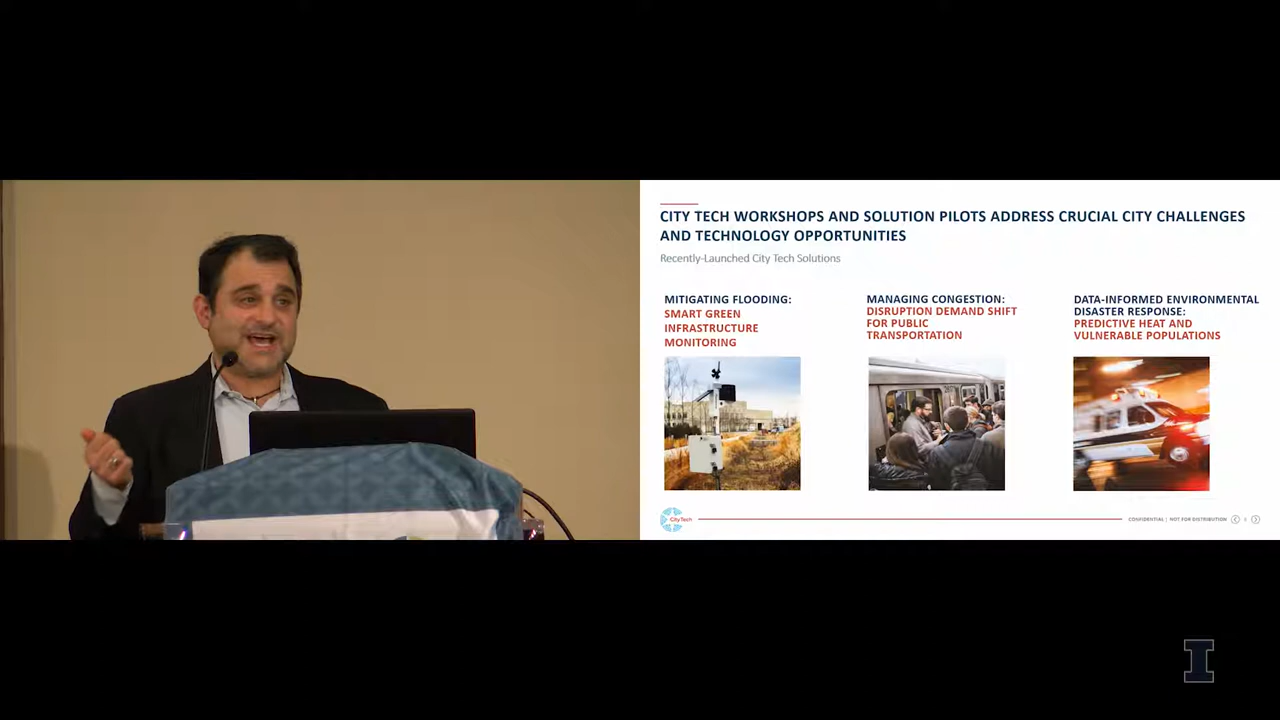 CITY TECH WORKSHOPS AND SOLUTION PILOTS ADDRESS CRUCIAL CITY CHALLENGES
AND TECHNOLOGY OPPORTUNITIES
Recently-Launched City Tech Solutions
MITIGATING FLOODING:
SMART GREEN
INFRASTRUCTURE
MONITORING
MANAGING CONGESTION:
DISRUPTION DEMAND SHIFT
FOR PUBLIC
TRANSPORTATION
DATA-INFORMED ENVIRONMENTAL
DISASTER RESPONSE:
PREDICTIVE HEAT AND
VULNERABLE POPULATIONS
CityTech
CONFIDENTIAL | NOT FOR DISTRIBUTION
I